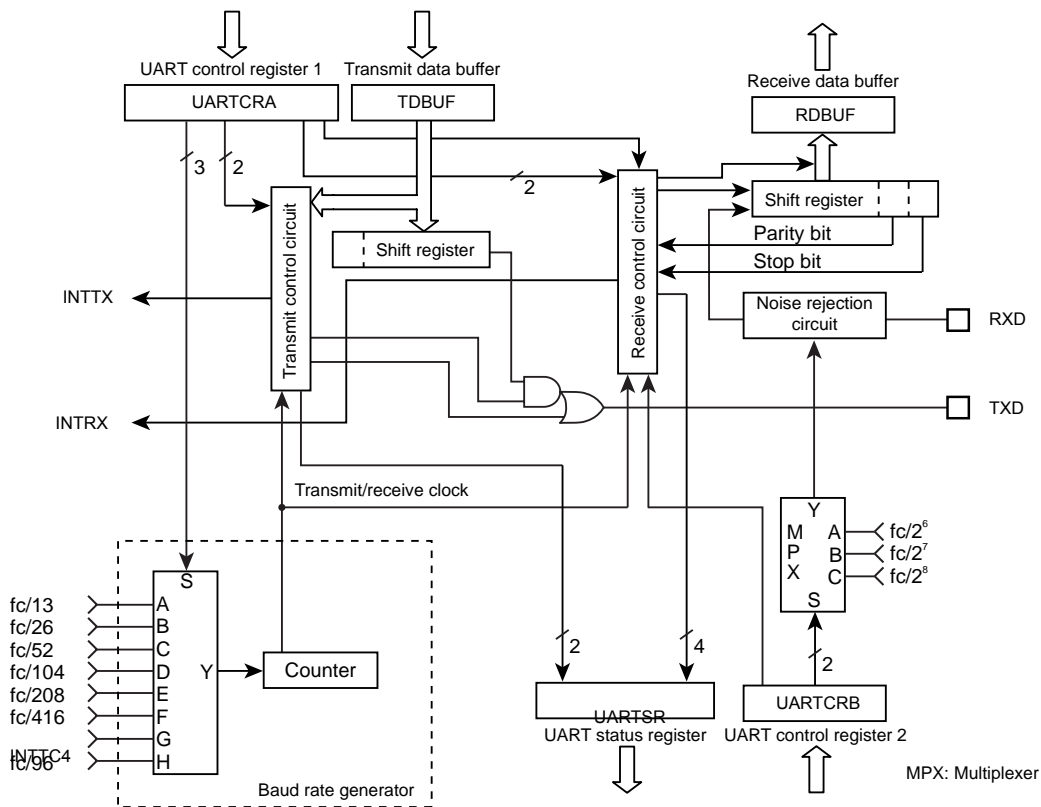 UART control register 1
Transmit data buffer
Receive data buffer
UARTCRA
TDBUF
RDBUF
3
2
2
Shift register
Parity bit
Stop bit
Transmit control circuit
Shift register
Receive control circuit
Noise rejection
circuit
INTTX
RXD
INTRX
TXD
Transmit/receive clock
Y
M
P
X
A
B
C
S
fc/2⁶
fc/2⁷
fc/2⁸
S
fc/13
A
fc/26
B
fc/52
C
fc/104
D
Y
Counter
fc/208
E
fc/416
F
G
INTTC4
fc/96
H
2
4
2
UARTSR
UART status register
UARTCRB
UART control register 2
Baud rate generator
MPX: Multiplexer